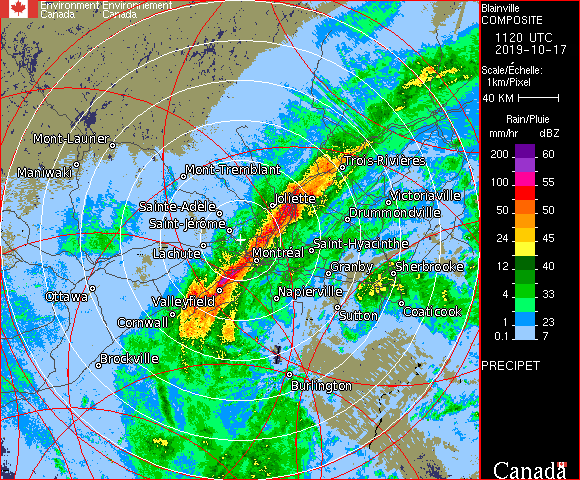 Environment Environnement
Canada Canada
Blainville
COMPOSITE
1120 UTC
2019-10-17
Scale/Échelle:
1km/Pixel
40 KM
Rain/Pluie
mm/hr dBZ
200 60
100 55
50 50
24 45
12 40
4 33
1 23
0.1 7
PRECIPET
Canada
Mont-Laurier
Maniwaki
Mont-Tremblant
Trois-Rivières
Sainte-Adèle
Joliette
Victoriaville
Drummondville
Saint-Jérôme
Lachute
Montréal
Saint-Hyacinthe
Granby
Sherbrooke
Ottawa
Valleyfield
Napierville
Cornwall
Sutton
Coaticook
Brockville
Burlington